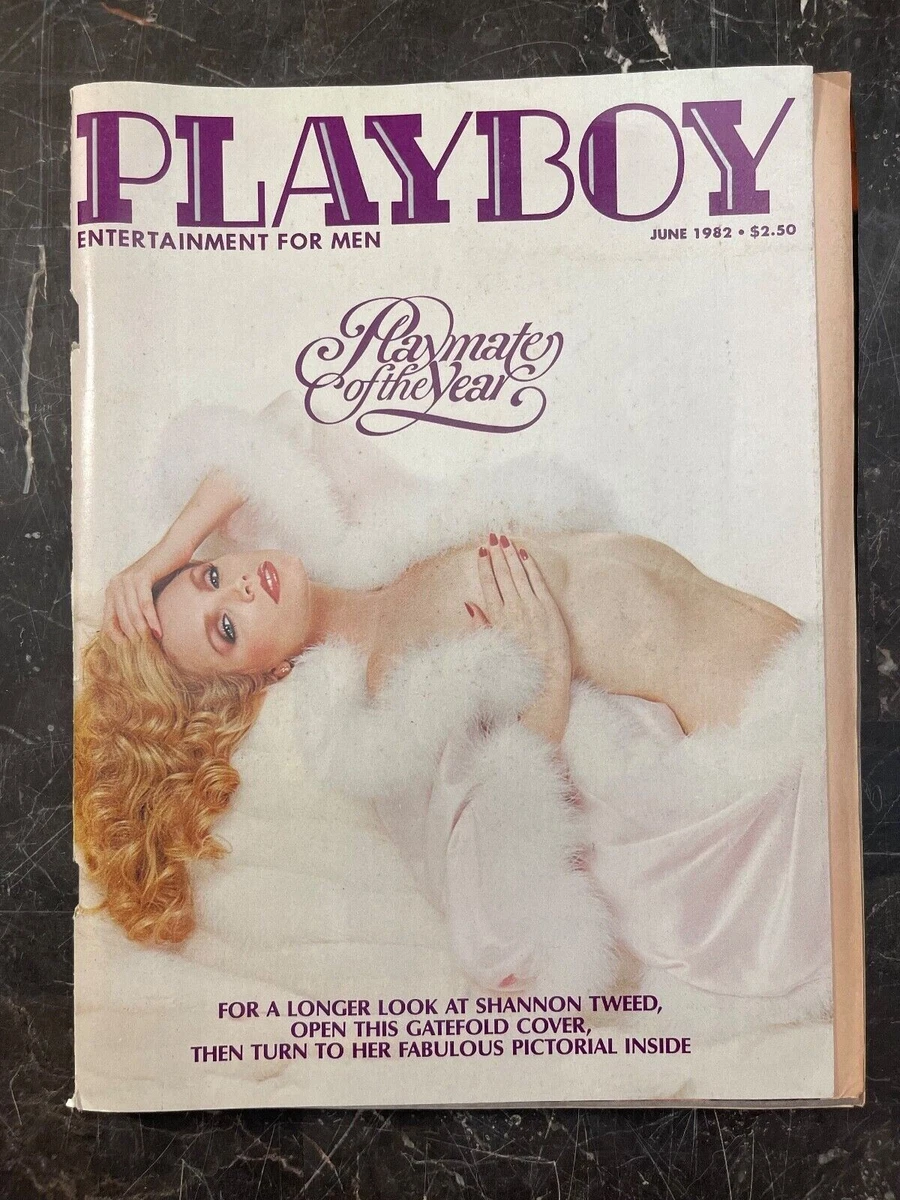 PLAYBOY
ENTERTAINMENT FOR MEN
JUNE 1982 • $2.50
Playmate
of the Year
FOR A LONGER LOOK AT SHANNON TWEED,
OPEN THIS GATEFOLD COVER,
THEN TURN TO HER FABULOUS PICTORIAL INSIDE